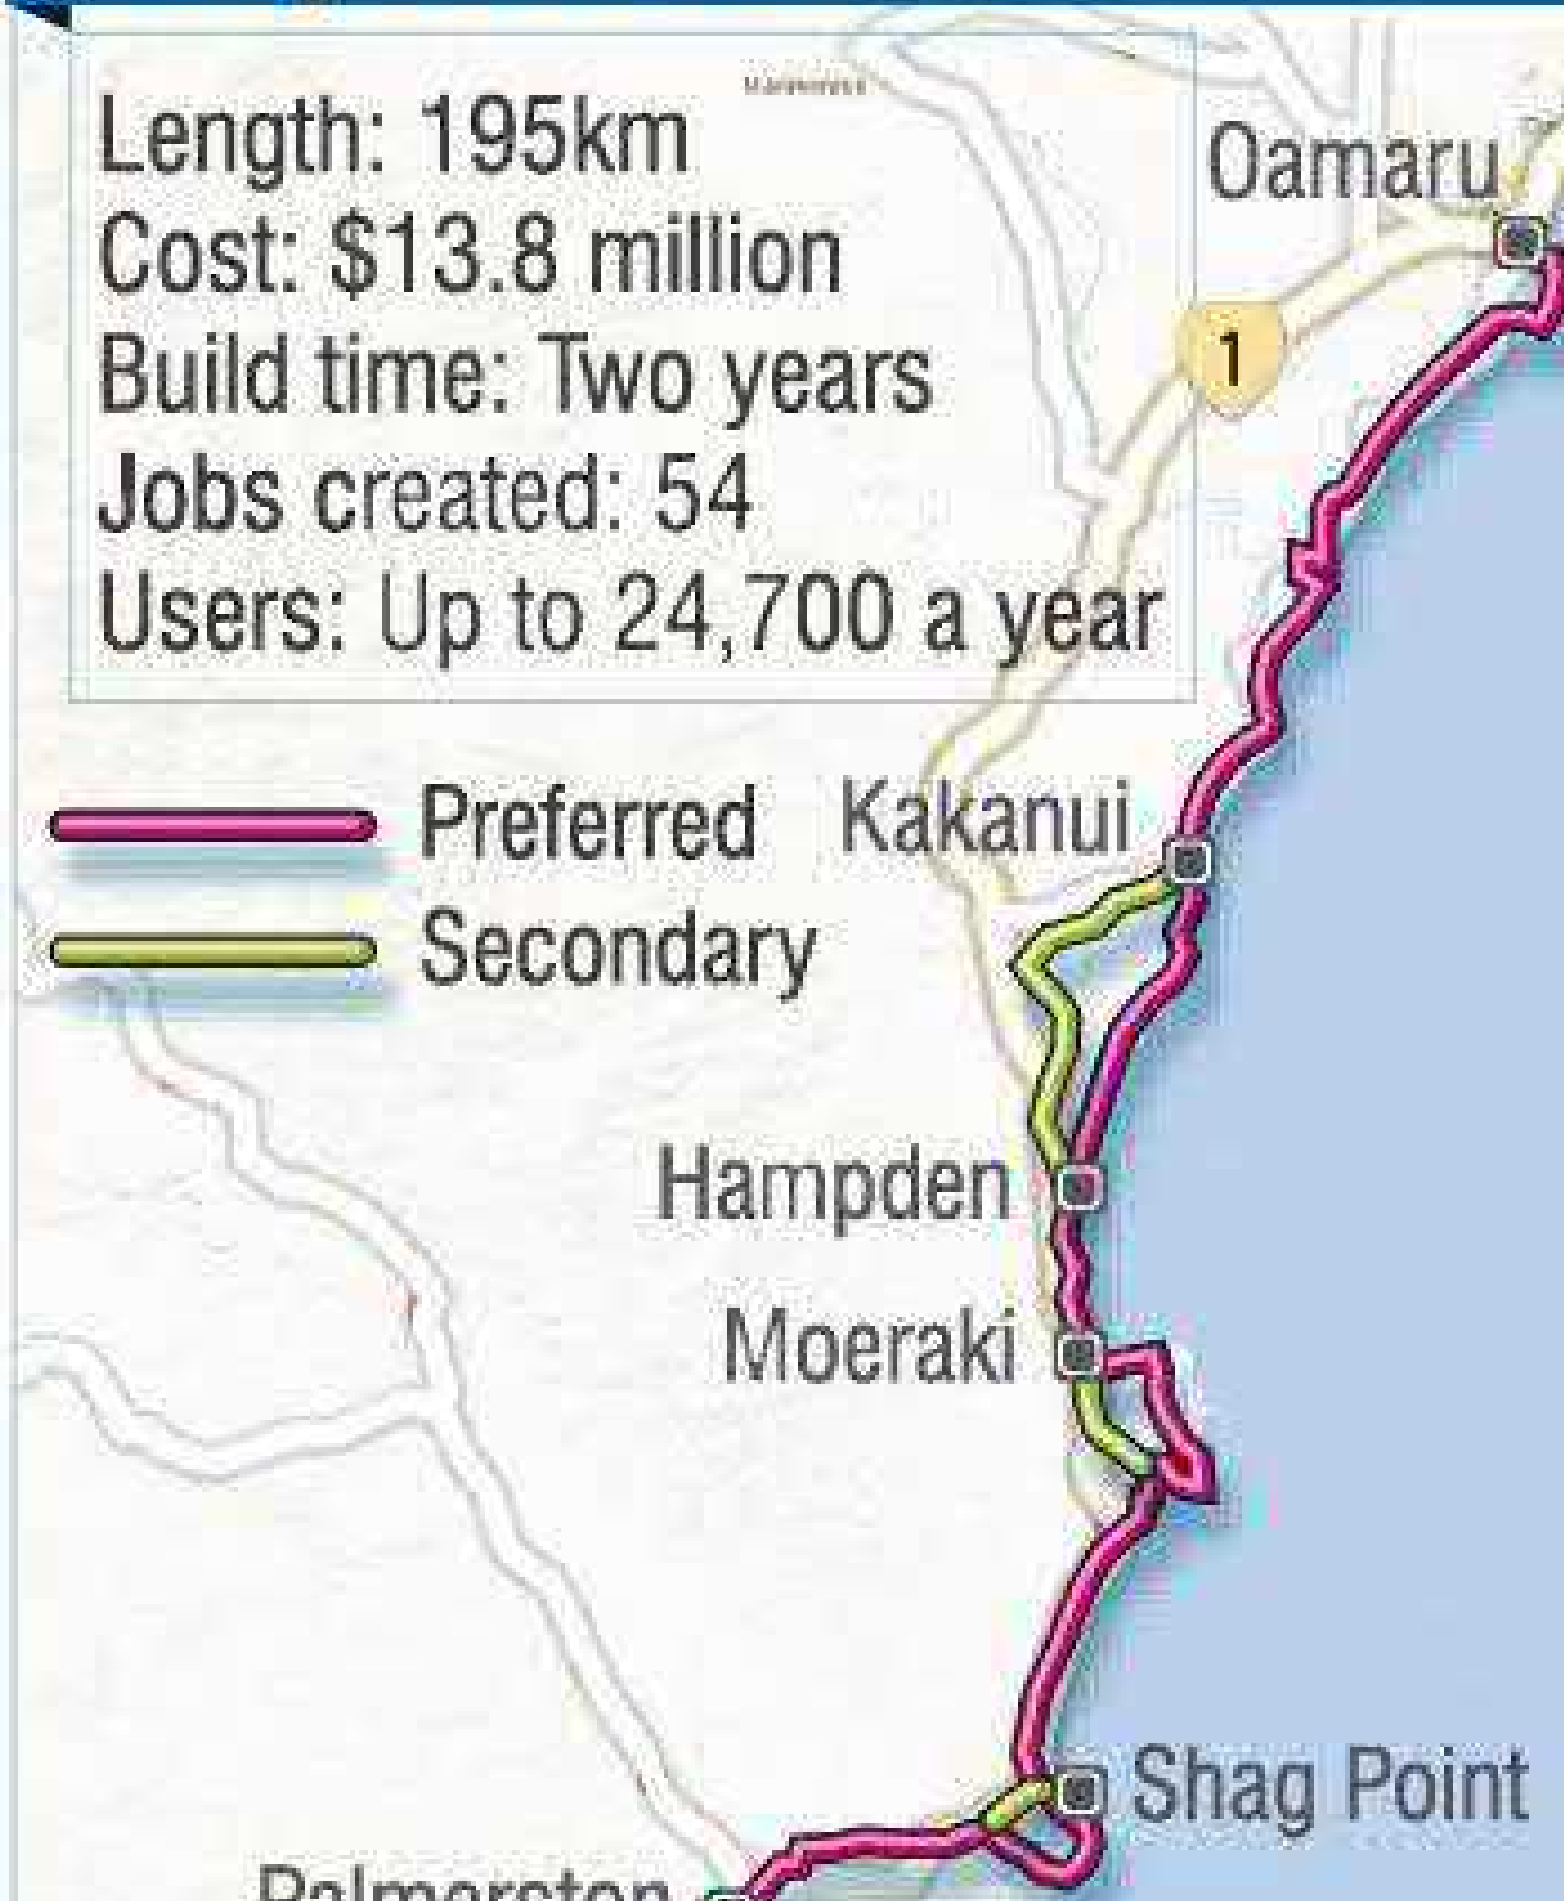 Length: 195km
Cost: $13.8 million
Build time: Two years
Jobs created: 54
Users: Up to 24,700 a year
Oamaru
1
Preferred
Secondary
Kakanui
Hampden
Moeraki
Shag Point
Palmerston